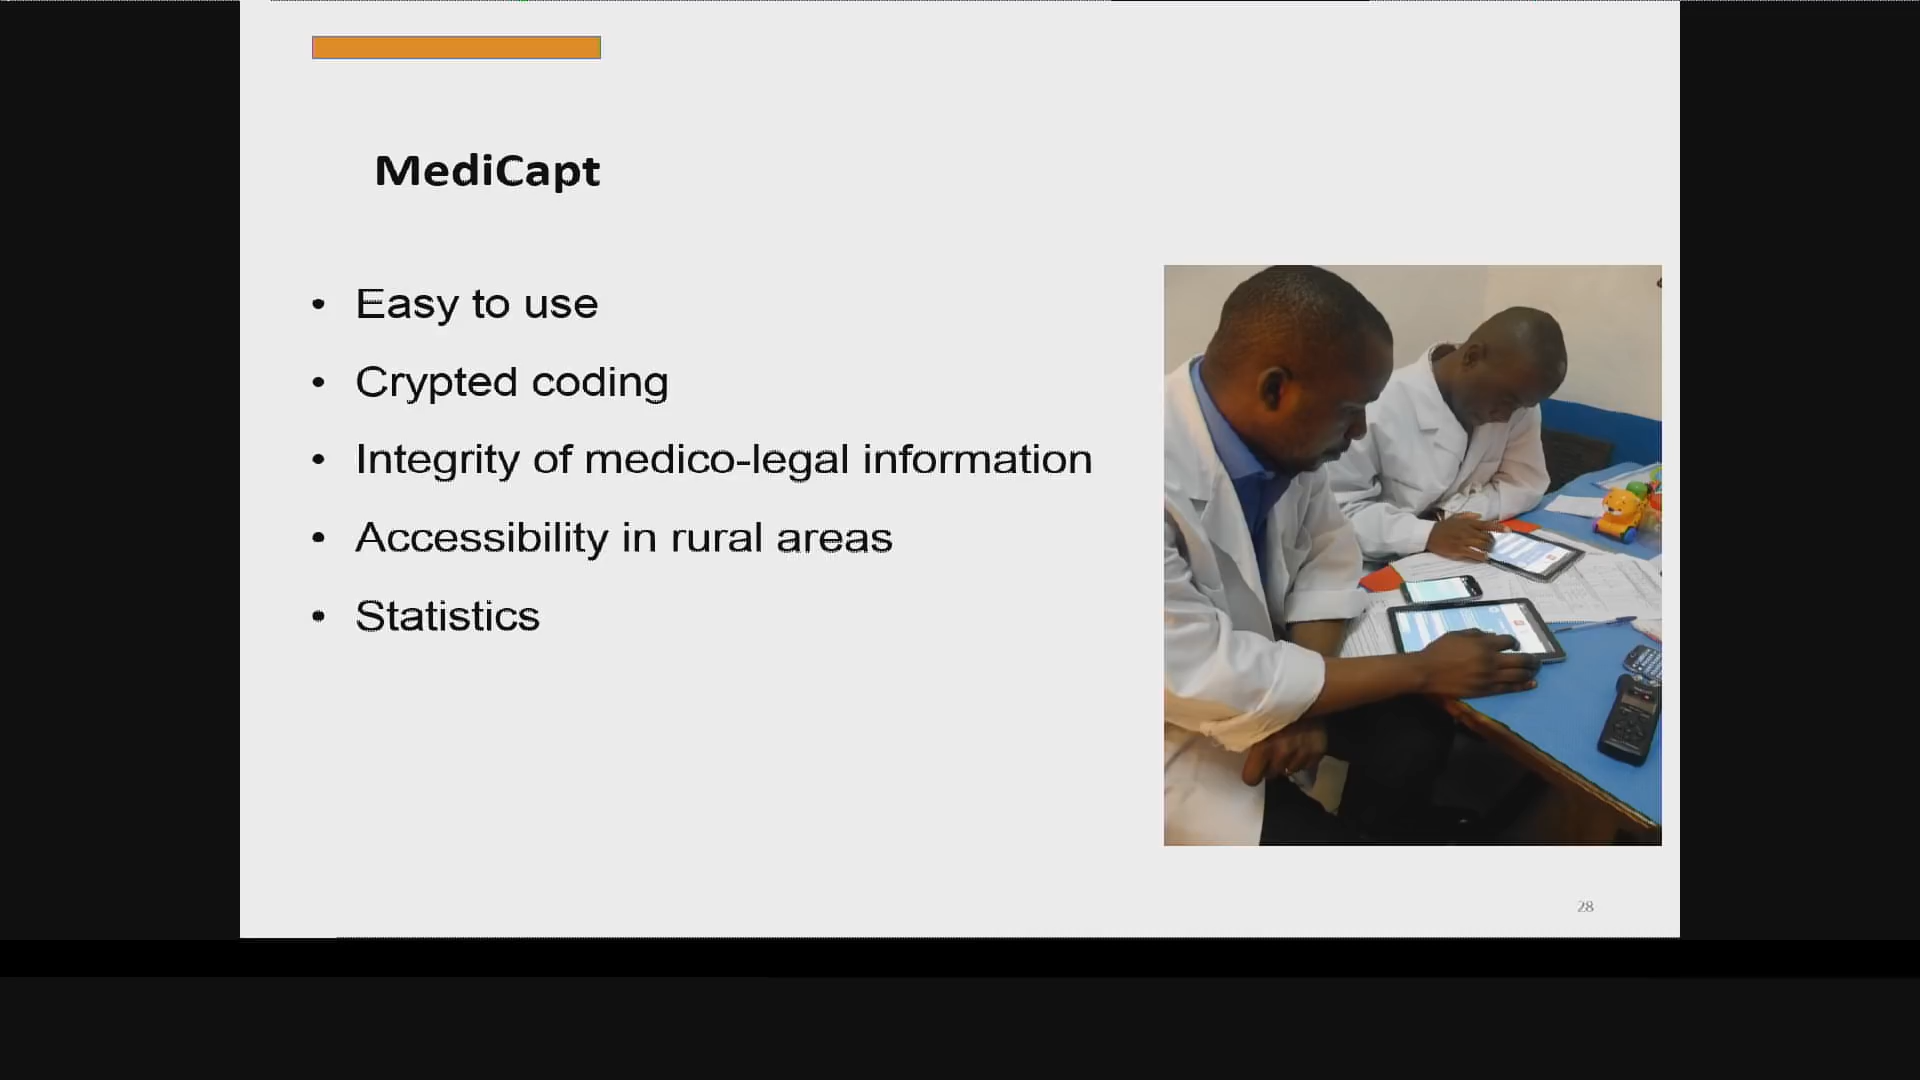 MediCapt
• Easy to use
• Crypted coding
• Integrity of medico-legal information
• Accessibility in rural areas
• Statistics
28